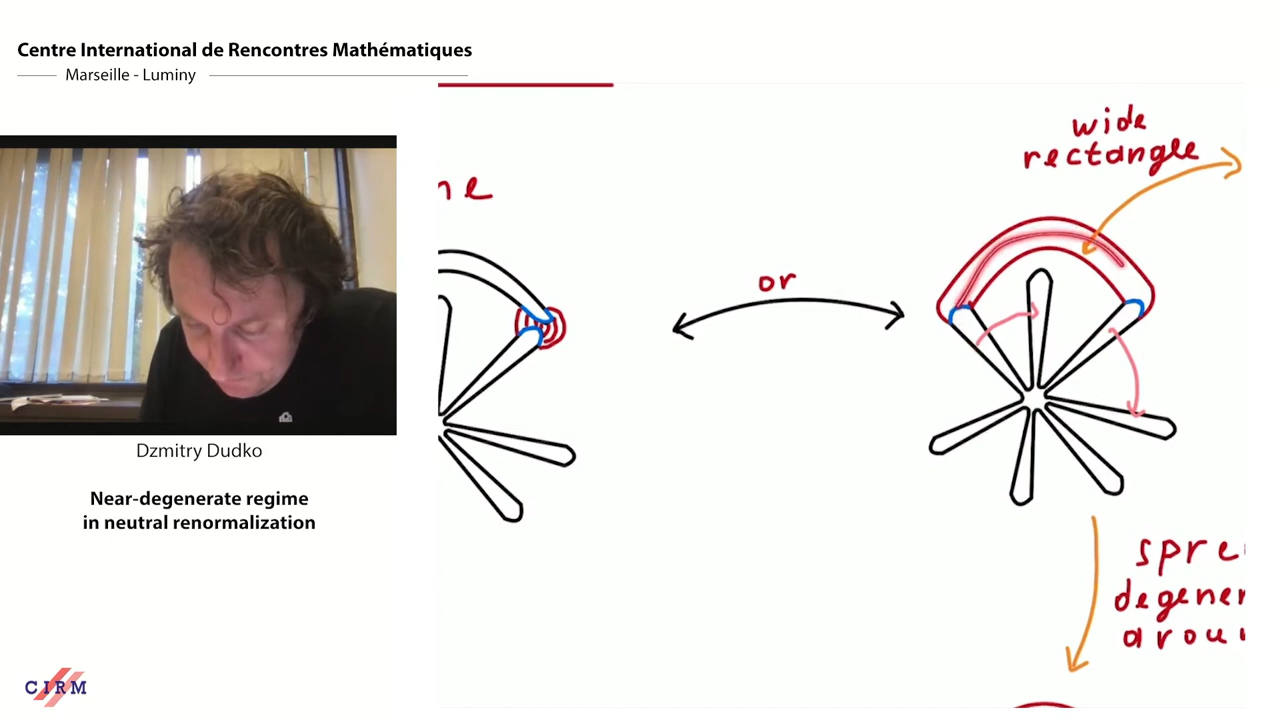 Centre International de Rencontres Mathématiques
Marseille - Luminy
wide
rectangle
or
Dzmitry Dudko
Near-degenerate regime
in neutral renormalization
CIRM